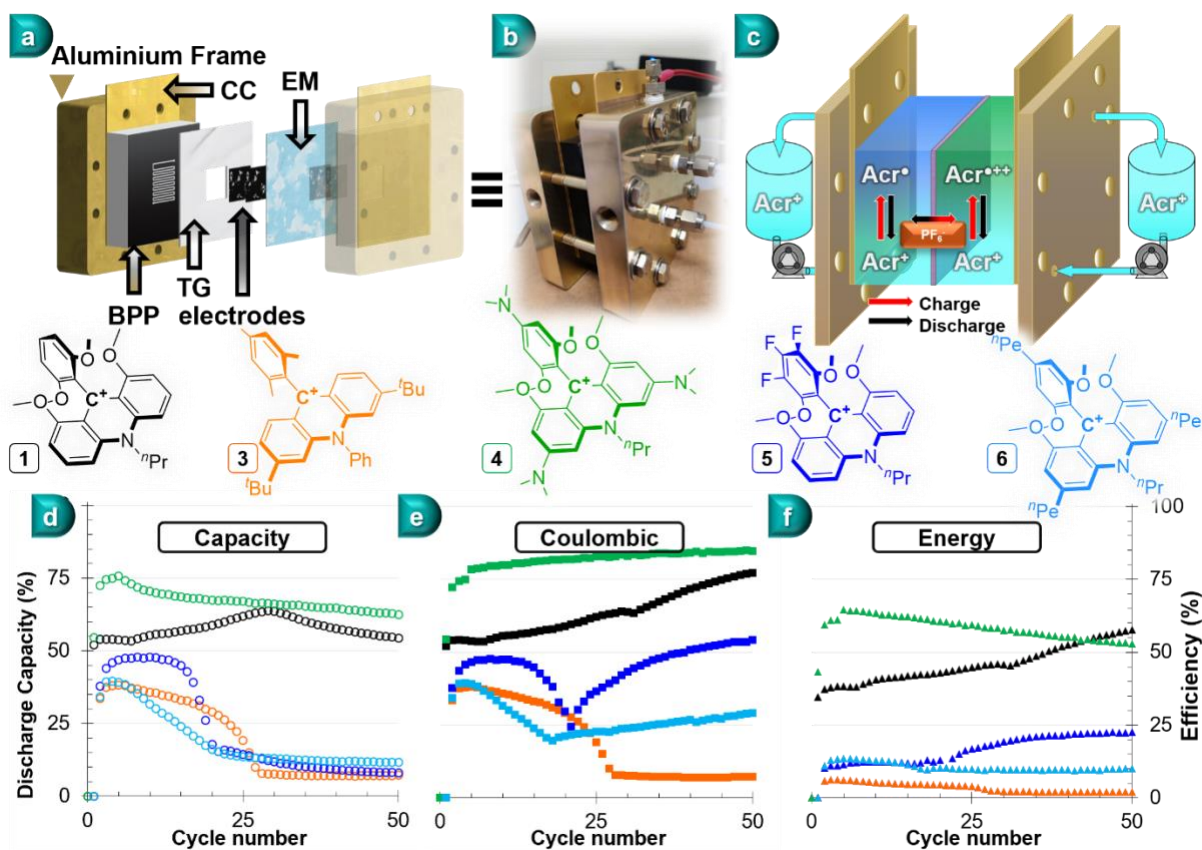 a
Aluminium Frame
CC
EM
TG
BPP
electrodes
≡
b
c
Acr⁺
Acr•
Acr•++
PF₆⁻
Acr⁺
Acr⁺
Acr⁺
Charge
Discharge
1
O
O
O
O
C⁺
N
ⁿPr
3
C⁺
ᵗBu
N
Ph
ᵗBu
4
N
O
O
O
O
C⁺
N
N
N
ⁿPr
5
F
F
F
O
O
O
O
C⁺
N
ⁿPr
6
ⁿPe
O
O
O
O
C⁺
ⁿPe
N
ⁿPr
ⁿPe
d
Capacity
Discharge Capacity (%)
75
50
25
0
0
25
50
Cycle number
e
Coulombic
0
25
50
Cycle number
f
Energy
100
75
50
25
0
Efficiency (%)
0
25
50
Cycle number